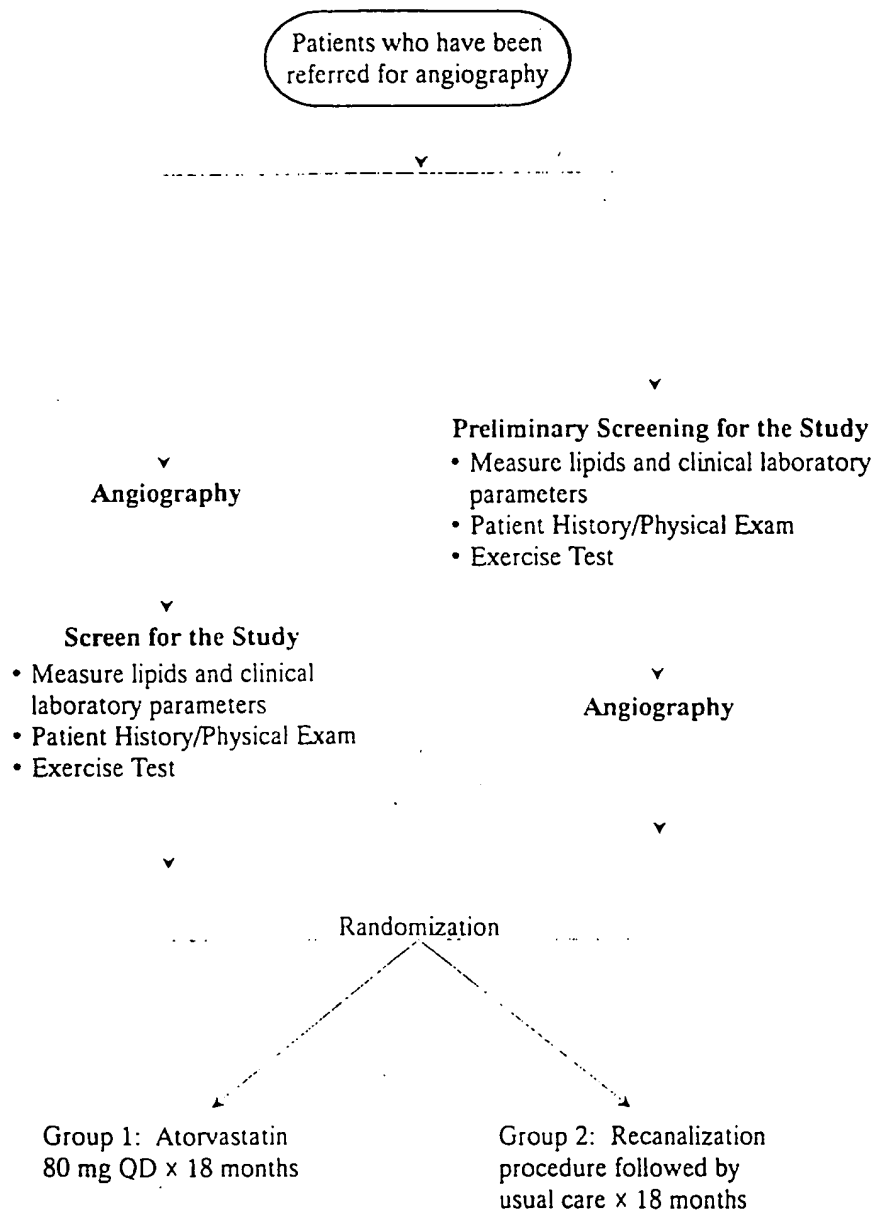 Patients who have been
referred for angiography
Angiography
Screen for the Study
• Measure lipids and clinical
laboratory parameters
• Patient History/Physical Exam
• Exercise Test
Preliminary Screening for the Study
• Measure lipids and clinical laboratory
parameters
• Patient History/Physical Exam
• Exercise Test
Angiography
Randomization
Group 1: Atorvastatin
80 mg QD × 18 months
Group 2: Recanalization
procedure followed by
usual care × 18 months